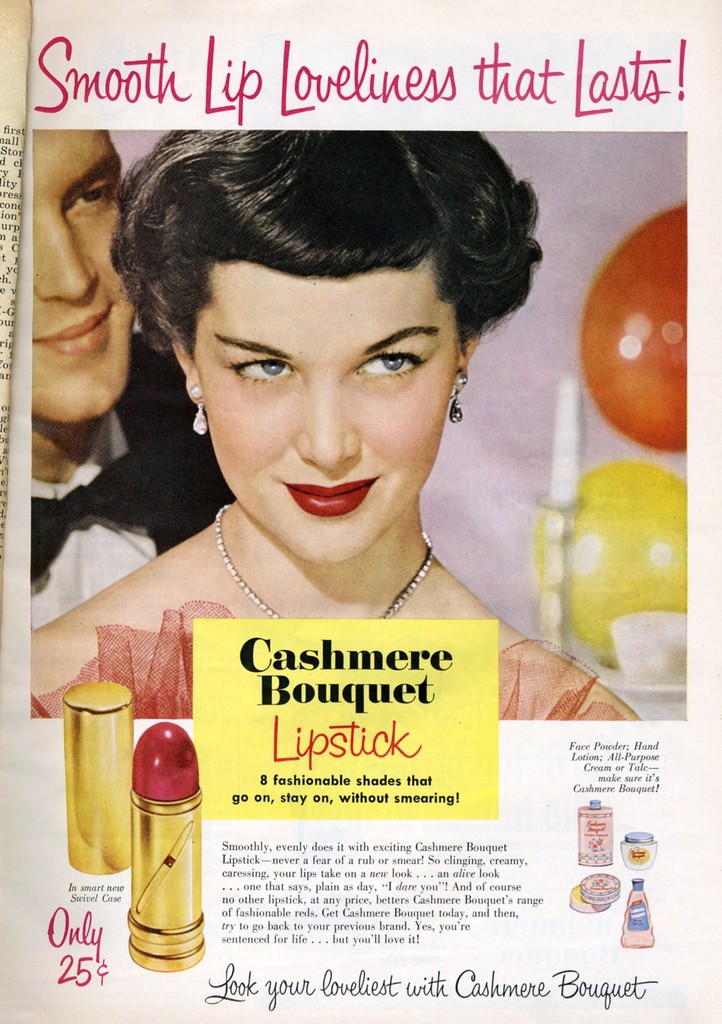 Smooth Lip Loveliness that Lasts!
Cashmere
Bouquet
Lipstick
8 fashionable shades that
go on, stay on, without smearing!
Face Powder; Hand
Lotion; All-Purpose
Cream or Talc—
make sure it's
Cashmere Bouquet!
Smoothly, evenly does it with exciting Cashmere Bouquet
Lipstick—never a fear of a rub or smear! So clinging, creamy,
caressing, your lips take on a new look . . . an alive look
. . . one that says, plain as day, “I dare you”! And of course
no other lipstick, at any price, betters Cashmere Bouquet's range
of fashionable reds. Get Cashmere Bouquet today, and then,
try to go back to your previous brand. Yes, you're
sentenced for life . . . but you'll love it!
In smart new
Swivel Case
Only
25¢
Look your loveliest with Cashmere Bouquet